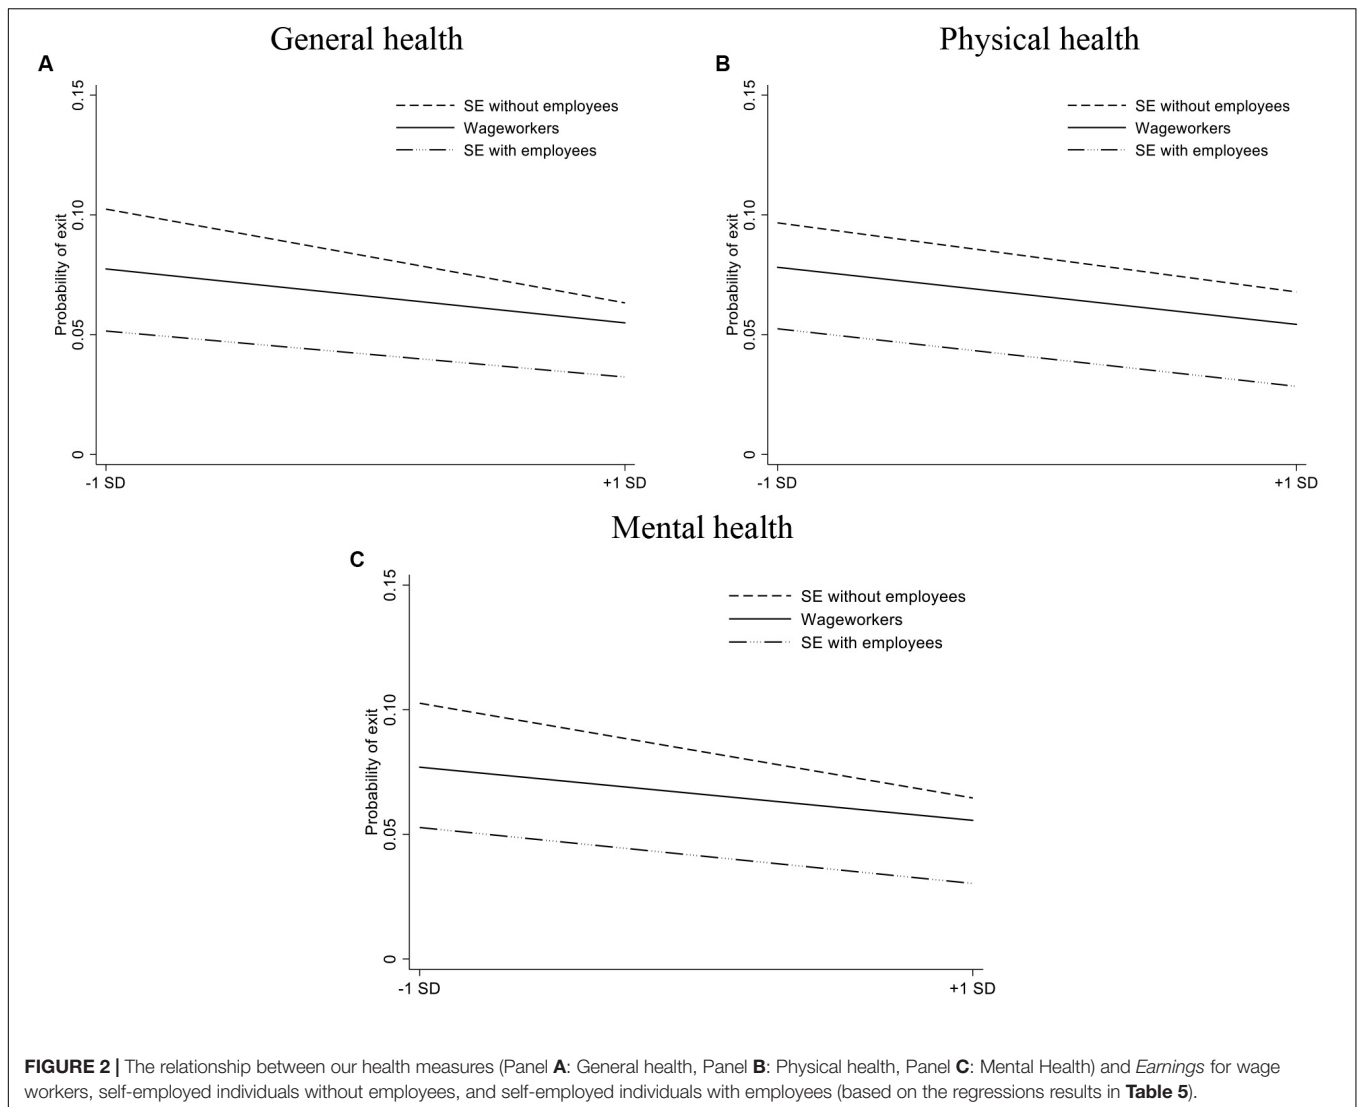 General health
A
0.15
0.10
0.05
0
Probability of exit
SE without employees
Wageworkers
SE with employees
-1 SD
+1 SD
Physical health
B
0.15
0.10
0.05
0
Probability of exit
SE without employees
Wageworkers
SE with employees
-1 SD
+1 SD
Mental health
C
0.15
0.10
0.05
0
Probability of exit
SE without employees
Wageworkers
SE with employees
-1 SD
+1 SD
FIGURE 2 | The relationship between our health measures (Panel A: General health, Panel B: Physical health, Panel C: Mental Health) and Earnings for wage
workers, self-employed individuals without employees, and self-employed individuals with employees (based on the regressions results in Table 5).